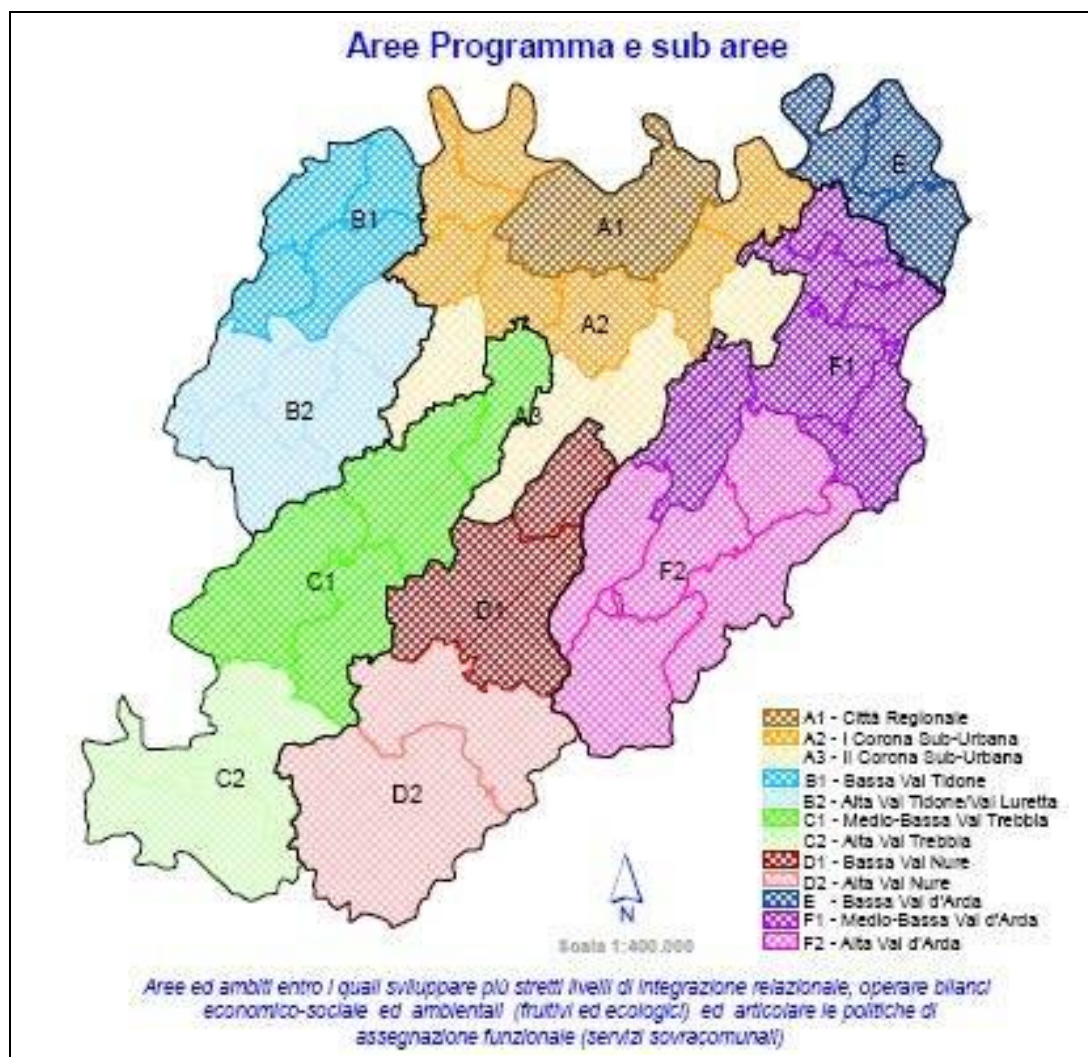 Aree Programma e sub aree
E
B1
A1
A2
F1
B2
A3
C1
F2
D1
C2
D2
A1 - Città Regionale
A2 - I Corona Sub-Urbana
A3 - II Corona Sub-Urbana
B1 - Bassa Val Tidone
B2 - Alta Val Tidone/Val Luretta
C1 - Medio-Bassa Val Trebbia
C2 - Alta Val Trebbia
D1 - Bassa Val Nure
D2 - Alta Val Nure
E - Bassa Val d'Arda
F1 - Medio-Bassa Val d'Arda
F2 - Alta Val d'Arda
N
Scala 1:400.000
Aree ed ambiti entro i quali sviluppare più stretti livelli di integrazione relazionale, operare bilanci
economico-sociale ed ambientali (fruitivi ed ecologici) ed articolare le politiche di
assegnazione funzionale (servizi sovracomunali)